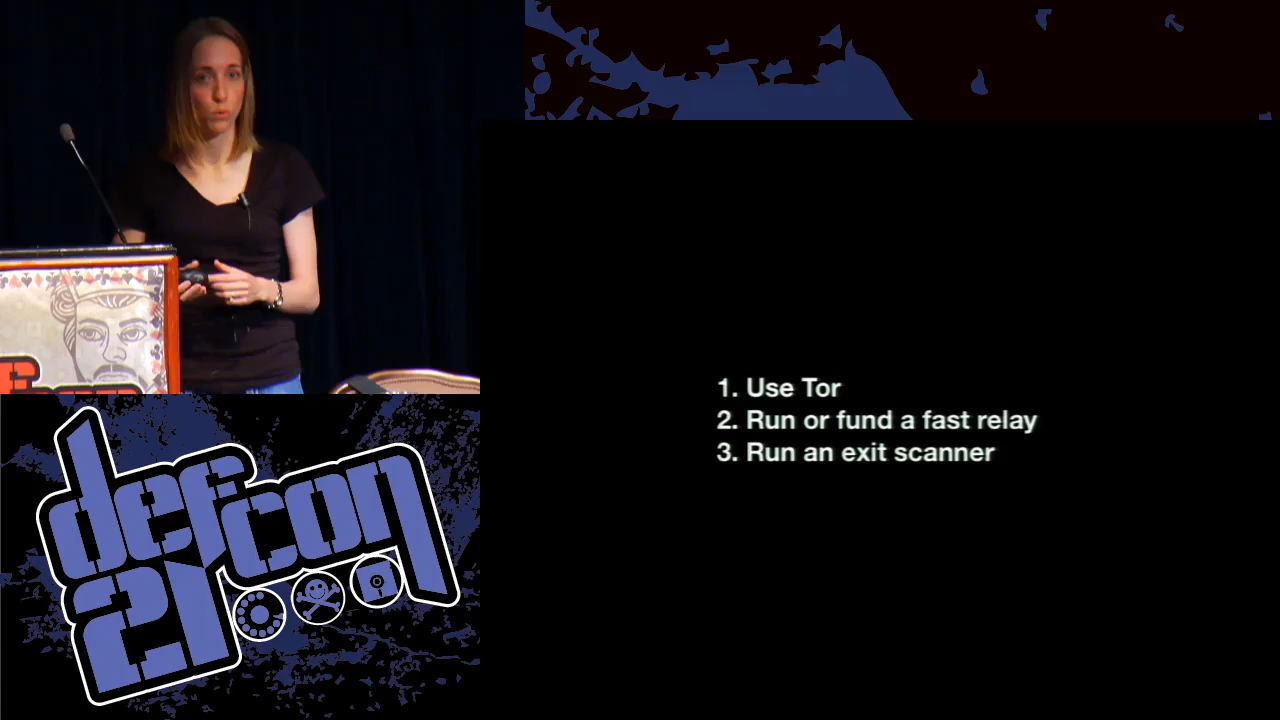 1. Use Tor
2. Run or fund a fast relay
3. Run an exit scanner
defcon
21